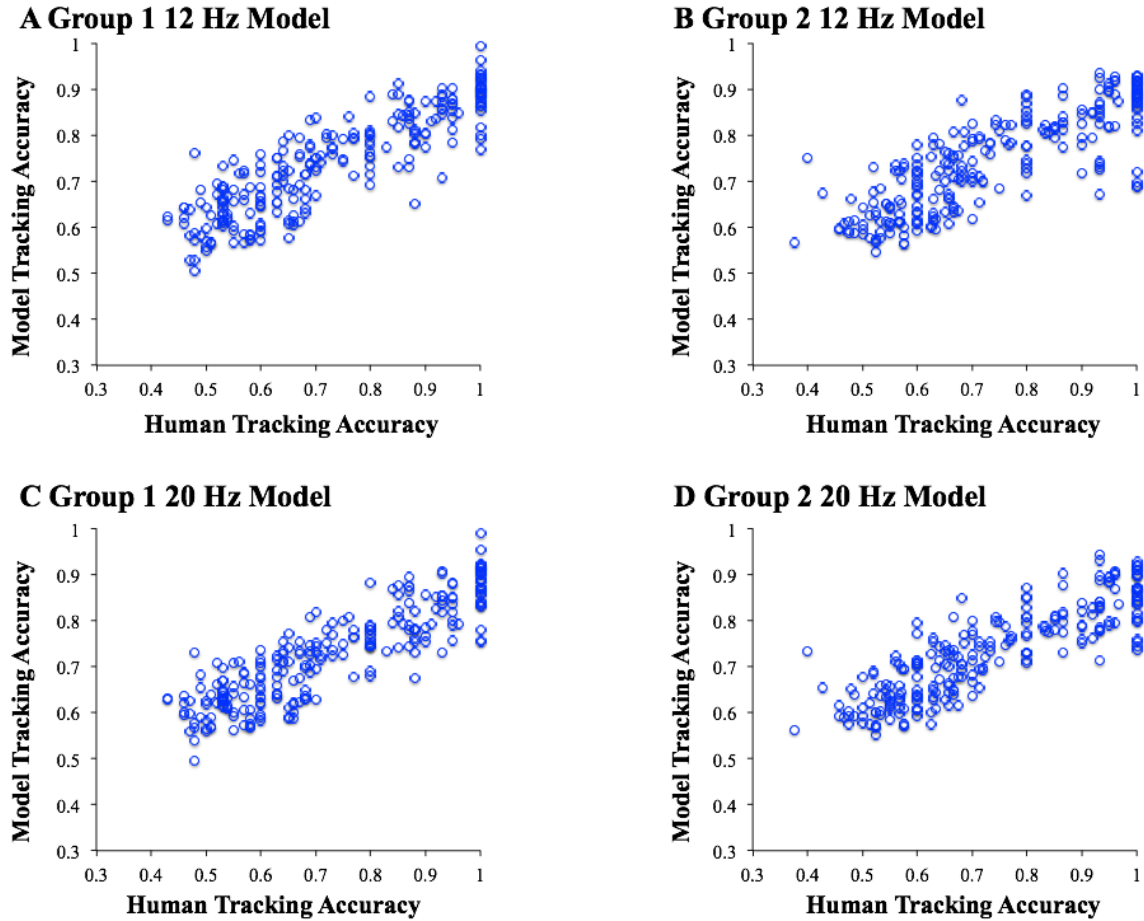 A Group 1 12 Hz Model
Model Tracking Accuracy
1
0.9
0.8
0.7
0.6
0.5
0.4
0.3
0.3 0.4 0.5 0.6 0.7 0.8 0.9 1
Human Tracking Accuracy
B Group 2 12 Hz Model
Model Tracking Accuracy
1
0.9
0.8
0.7
0.6
0.5
0.4
0.3
0.3 0.4 0.5 0.6 0.7 0.8 0.9 1
Human Tracking Accuracy
C Group 1 20 Hz Model
Model Tracking Accuracy
1
0.9
0.8
0.7
0.6
0.5
0.4
0.3
0.3 0.4 0.5 0.6 0.7 0.8 0.9 1
Human Tracking Accuracy
D Group 2 20 Hz Model
Model Tracking Accuracy
1
0.9
0.8
0.7
0.6
0.5
0.4
0.3
0.3 0.4 0.5 0.6 0.7 0.8 0.9 1
Human Tracking Accuracy